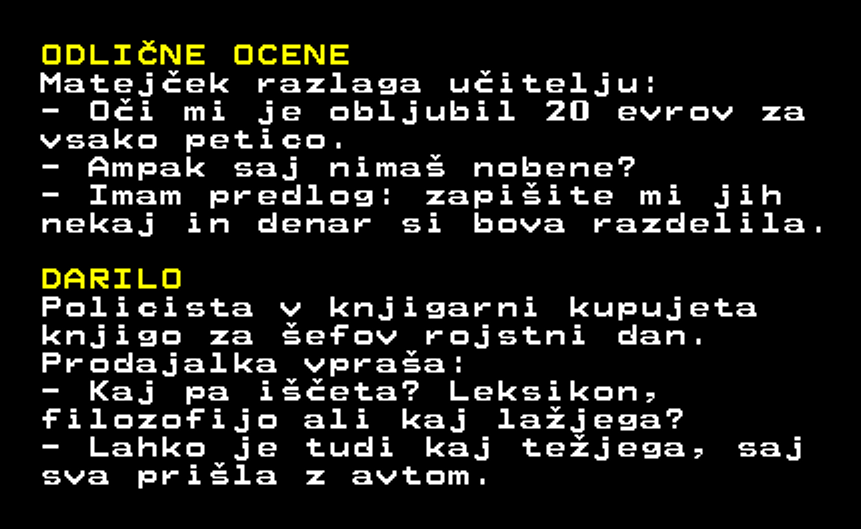 ODLIČNE OCENE
Matejček razlaga učitelju:
- Oči mi je obljubil 20 evrov za
vsako petico.
- Ampak saj nimaš nobene?
- Imam predlog: zapišite mi jih
nekaj in denar si bova razdelila.
DARILO
Policista v knjigarni kupujeta
knjigo za šefov rojstni dan.
Prodajalka vpraša:
- Kaj pa iščeta? Leksikon,
filozofijo ali kaj lažjega?
- Lahko je tudi kaj težjega, saj
sva prišla z avtom.